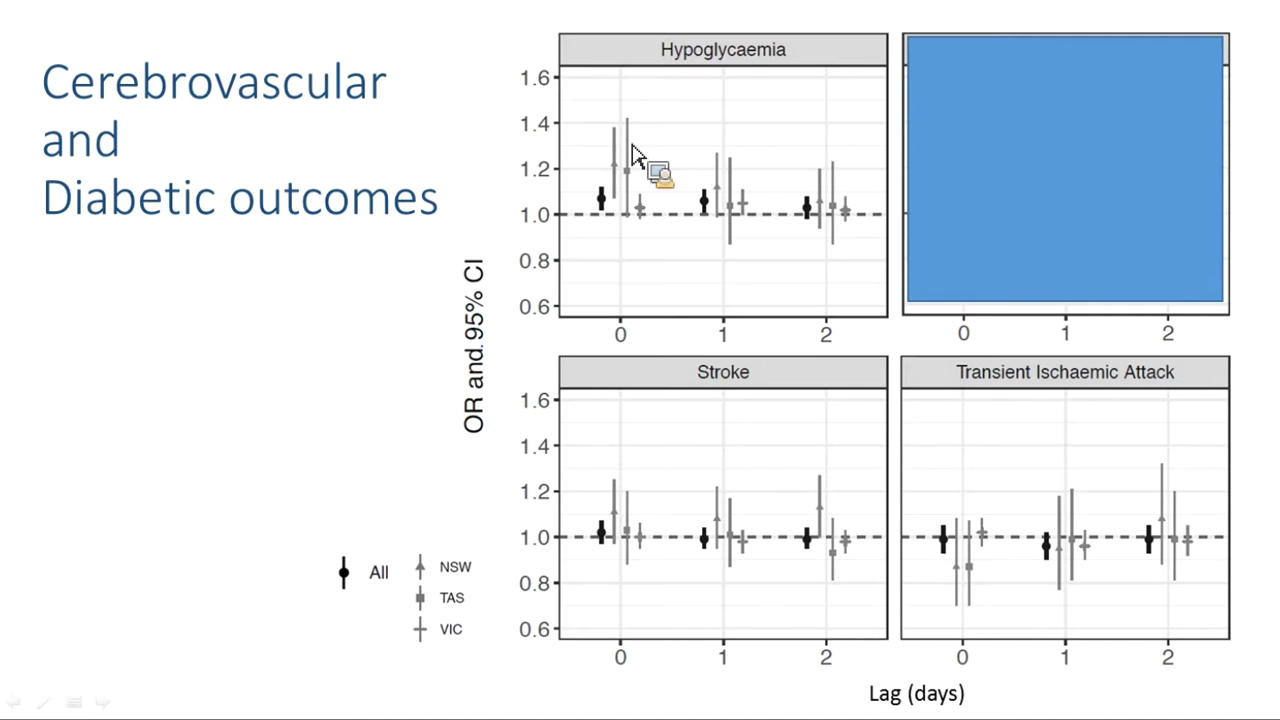 Cerebrovascular
and
Diabetic outcomes
OR and 95% CI
Hypoglycaemia
1.6
1.4
1.2
1.0
0.8
0.6
0 1 2
0 1 2
Stroke
1.6
1.4
1.2
1.0
0.8
0.6
0 1 2
Transient Ischaemic Attack
0 1 2
Lag (days)
All
NSW
TAS
VIC